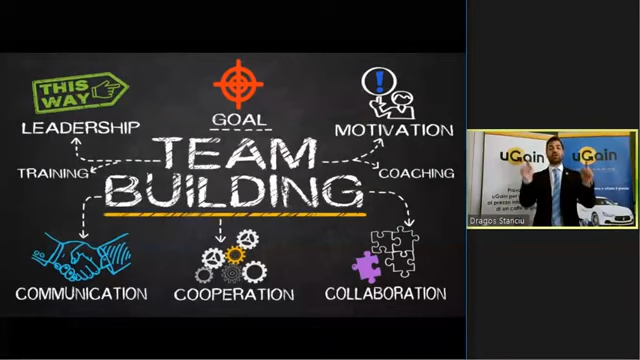 THIS WAY
LEADERSHIP
GOAL
MOTIVATION
TRAINING
TEAM
BUILDING
COACHING
COMMUNICATION
COOPERATION
COLLABORATION
uGain
uGain
Dragos Stanciu